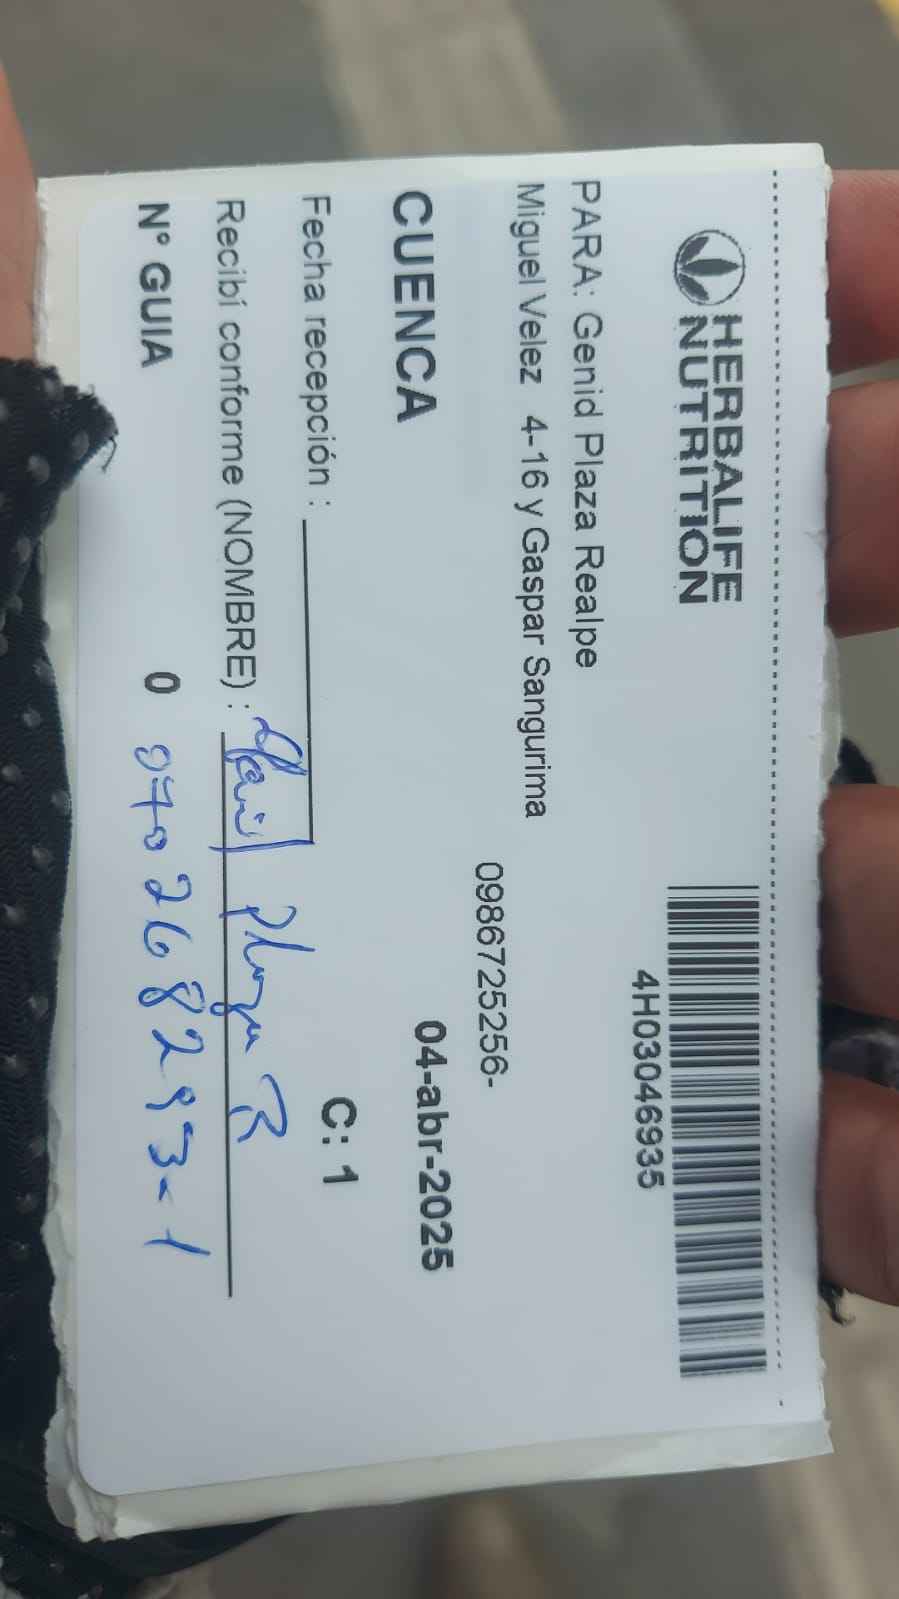 HERBALIFE
NUTRITION
4H03046935
PARA: Genid Plaza Realpe
Miguel Velez 4-16 y Gaspar Sangurima
0986725256-
CUENCA
04-abr-2025
Fecha recepción :
C: 1
Recibí conforme (NOMBRE) : Plaza R
N° GUIA 0